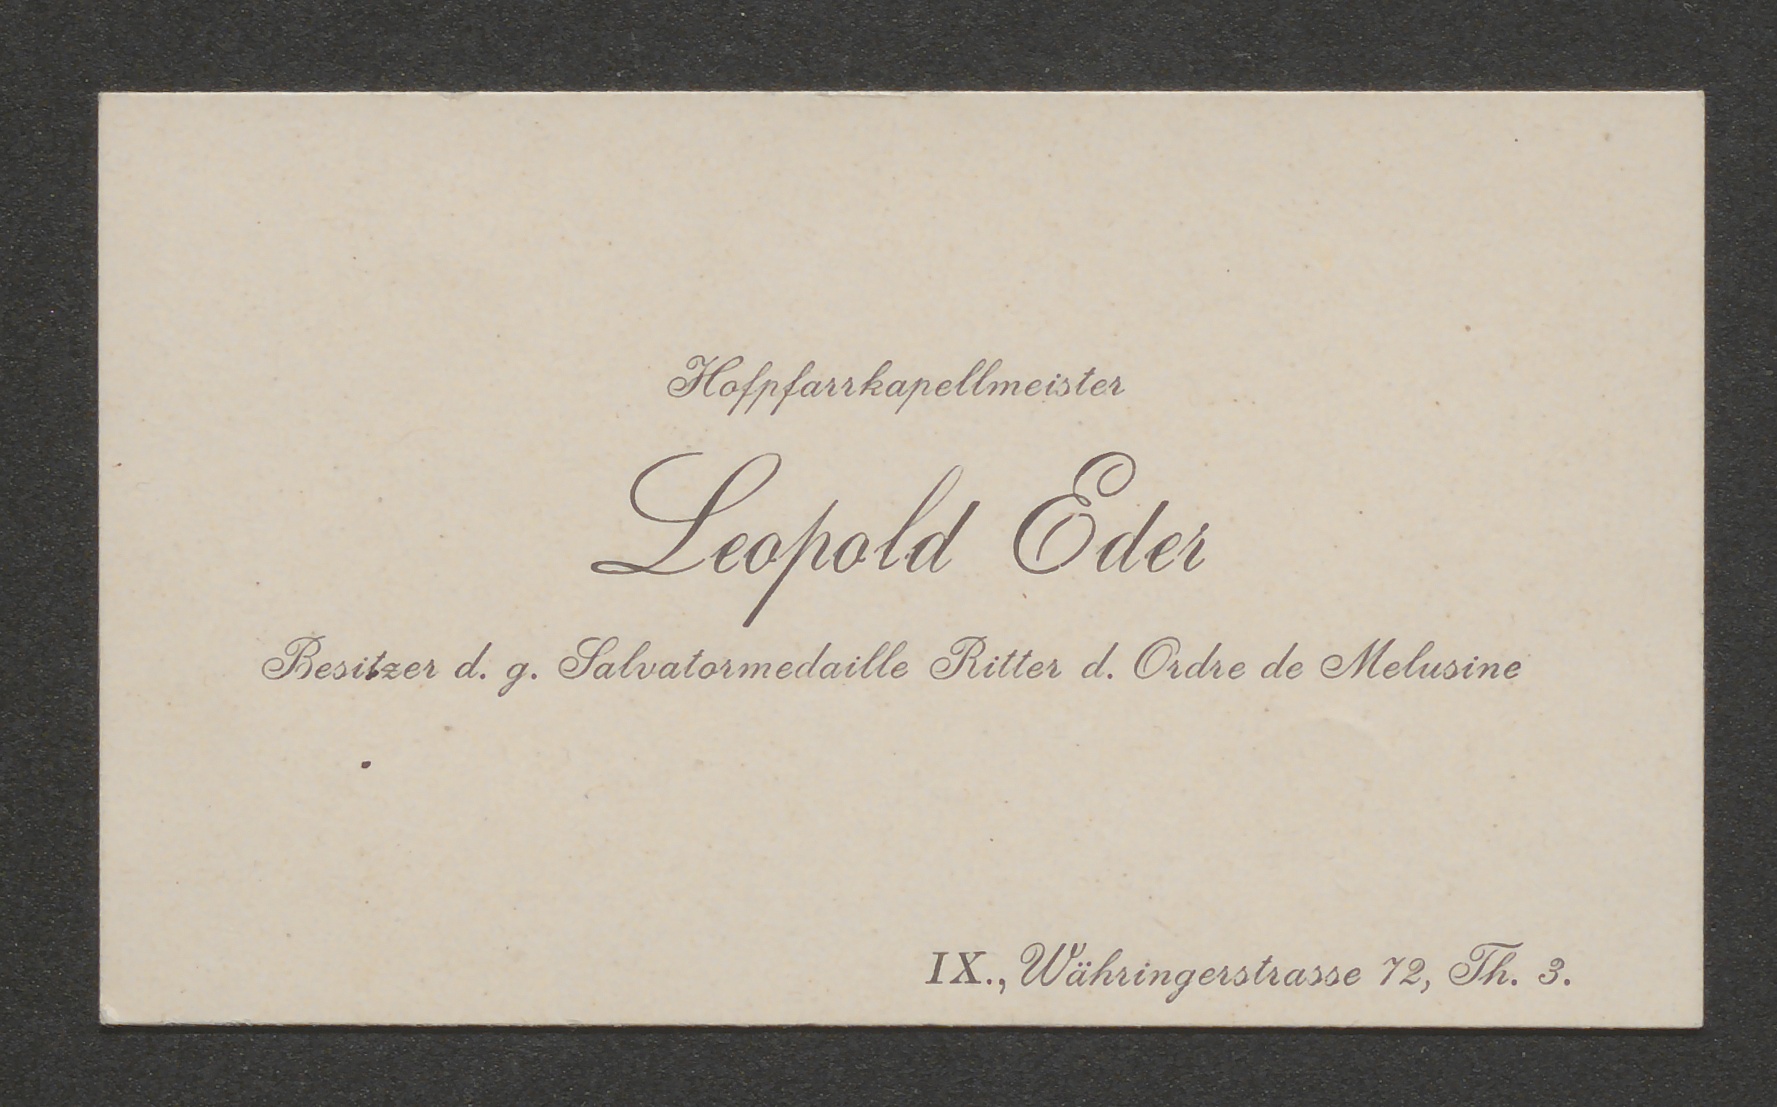 Hofpfarrkapellmeister
Leopold Eder
Besitzer d. g. Salvatormedaille Ritter d. Ordre de Melusine
IX., Währingerstrasse 72, Th. 3.